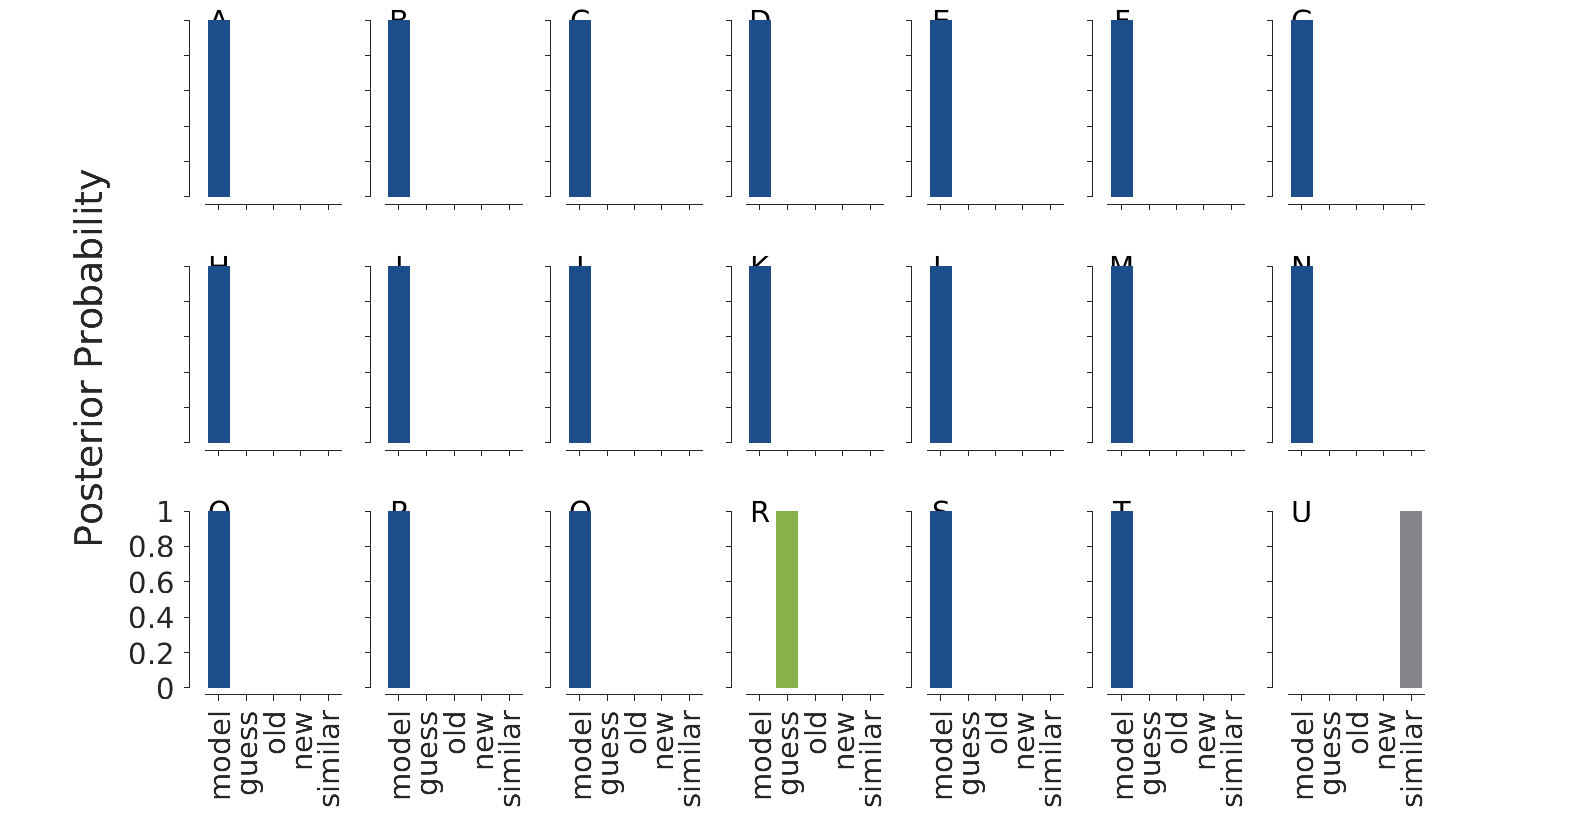 A B C D E F G
Posterior Probability
H I J K L M N
O P Q R S T U
1
0.8
0.6
0.4
0.2
0
model guess old new similar model guess old new similar model guess old new similar model guess old new similar model guess old new similar model guess old new similar model guess old new similar